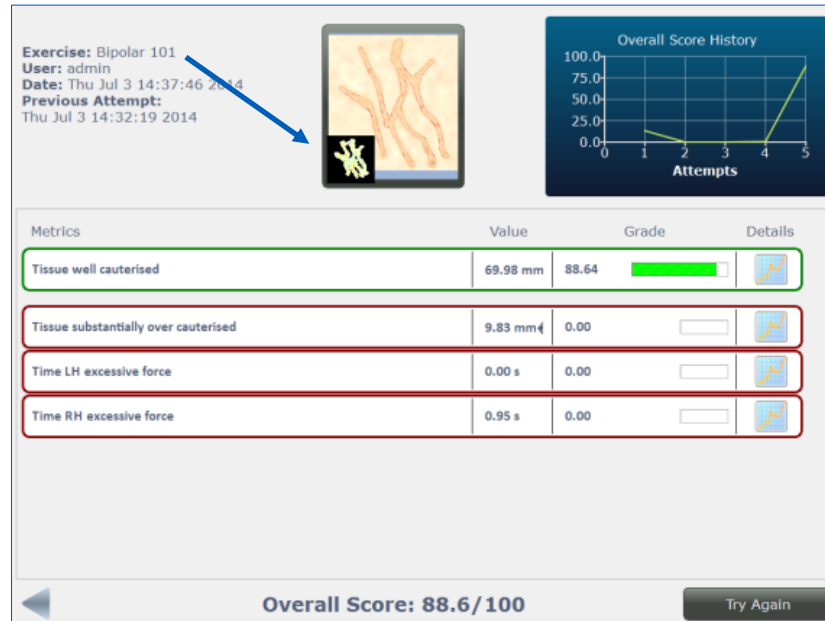 Exercise: Bipolar 101
User: admin
Date: Thu Jul 3 14:37:46 2014
Previous Attempt:
Thu Jul 3 14:32:19 2014
Overall Score History
100.0
75.0
50.0
25.0
0.0
0 1 2 3 4 5
Attempts
Metrics Value Grade Details
Tissue well cauterised 69.98 mm 88.64
Tissue substantially over cauterised 9.83 mm 0.00
Time LH excessive force 0.00 s 0.00
Time RH excessive force 0.95 s 0.00
Overall Score: 88.6/100
Try Again